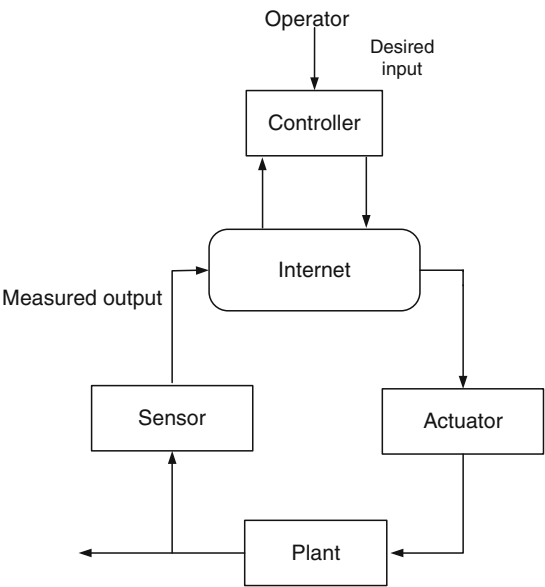 Operator
Desired
input
Controller
Internet
Measured output
Sensor
Actuator
Plant